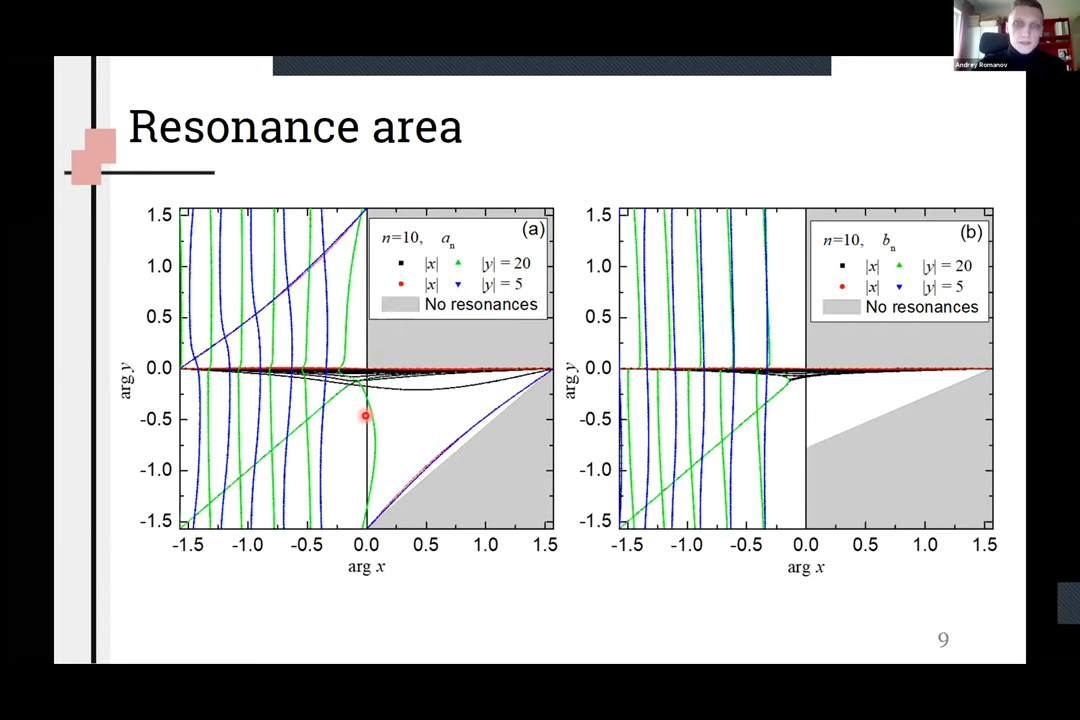 Andrey Romanov
Resonance area
(a)
n=10, aₙ
|x| |y| = 20
|x| |y| = 5
No resonances
1.5
1.0
0.5
0.0
-0.5
-1.0
-1.5
arg y
-1.5 -1.0 -0.5 0.0 0.5 1.0 1.5
arg x
(b)
n=10, bₙ
|x| |y| = 20
|x| |y| = 5
No resonances
1.5
1.0
0.5
0.0
-0.5
-1.0
-1.5
arg y
-1.5 -1.0 -0.5 0.0 0.5 1.0 1.5
arg x
9